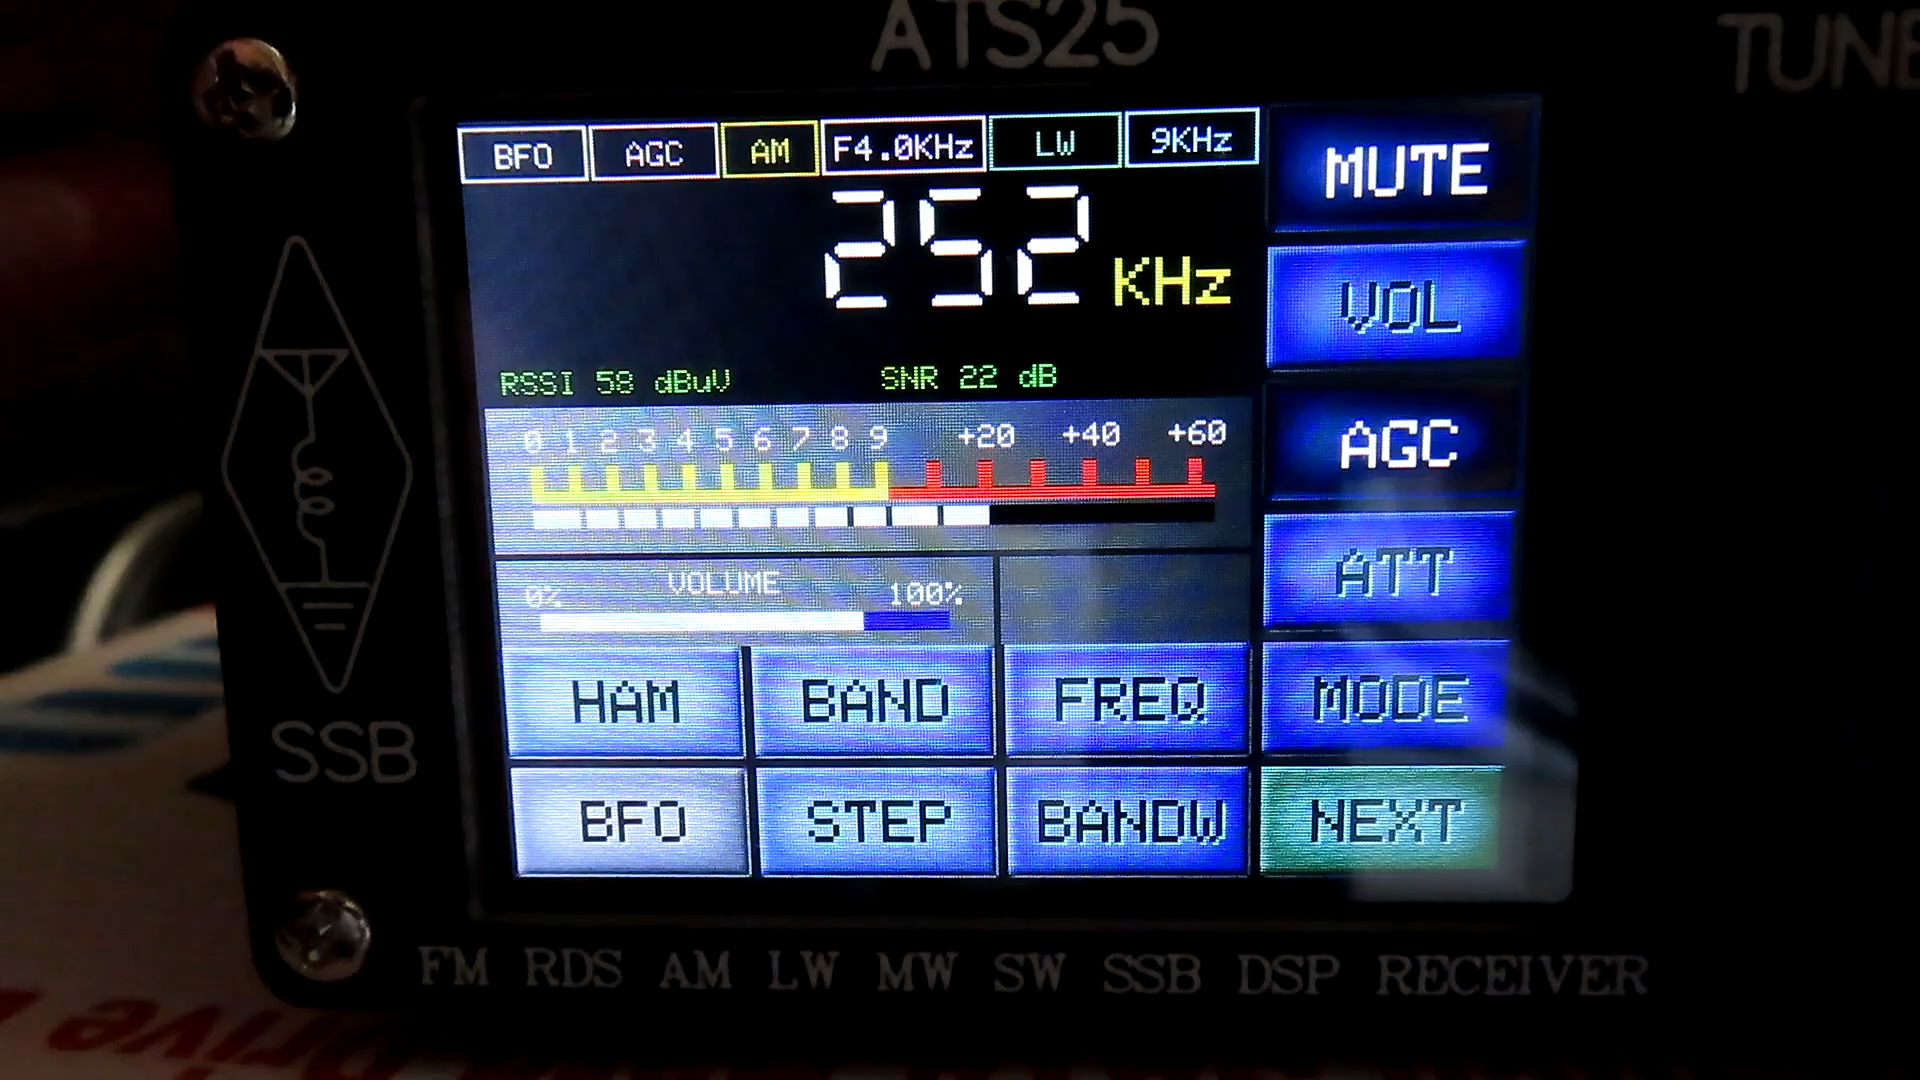 ATS25
TUNE
BFO AGC AM F4.0KHz LW 9KHz
MUTE
252 KHz
VOL
RSSI 58 dBuV SNR 22 dB
0 1 2 3 4 5 6 7 8 9 +20 +40 +60
AGC
ATT
VOLUME
0% 100%
HAM BAND FREQ MODE
BFO STEP BANDW NEXT
SSB
FM RDS AM LW MW SW SSB DSP RECEIVER